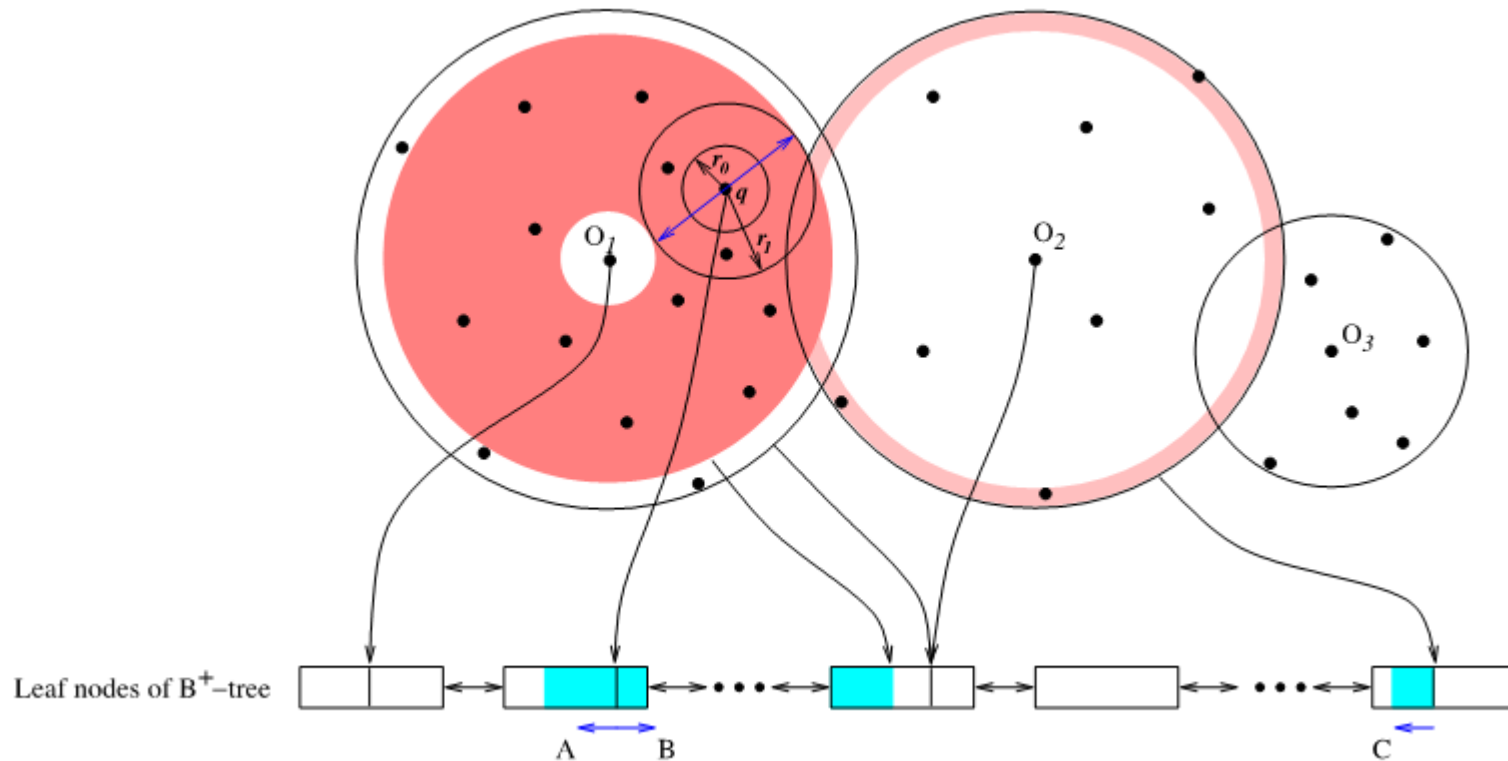 r0
q
r1
O1
O2
O3
Leaf nodes of B+–tree
A
B
C